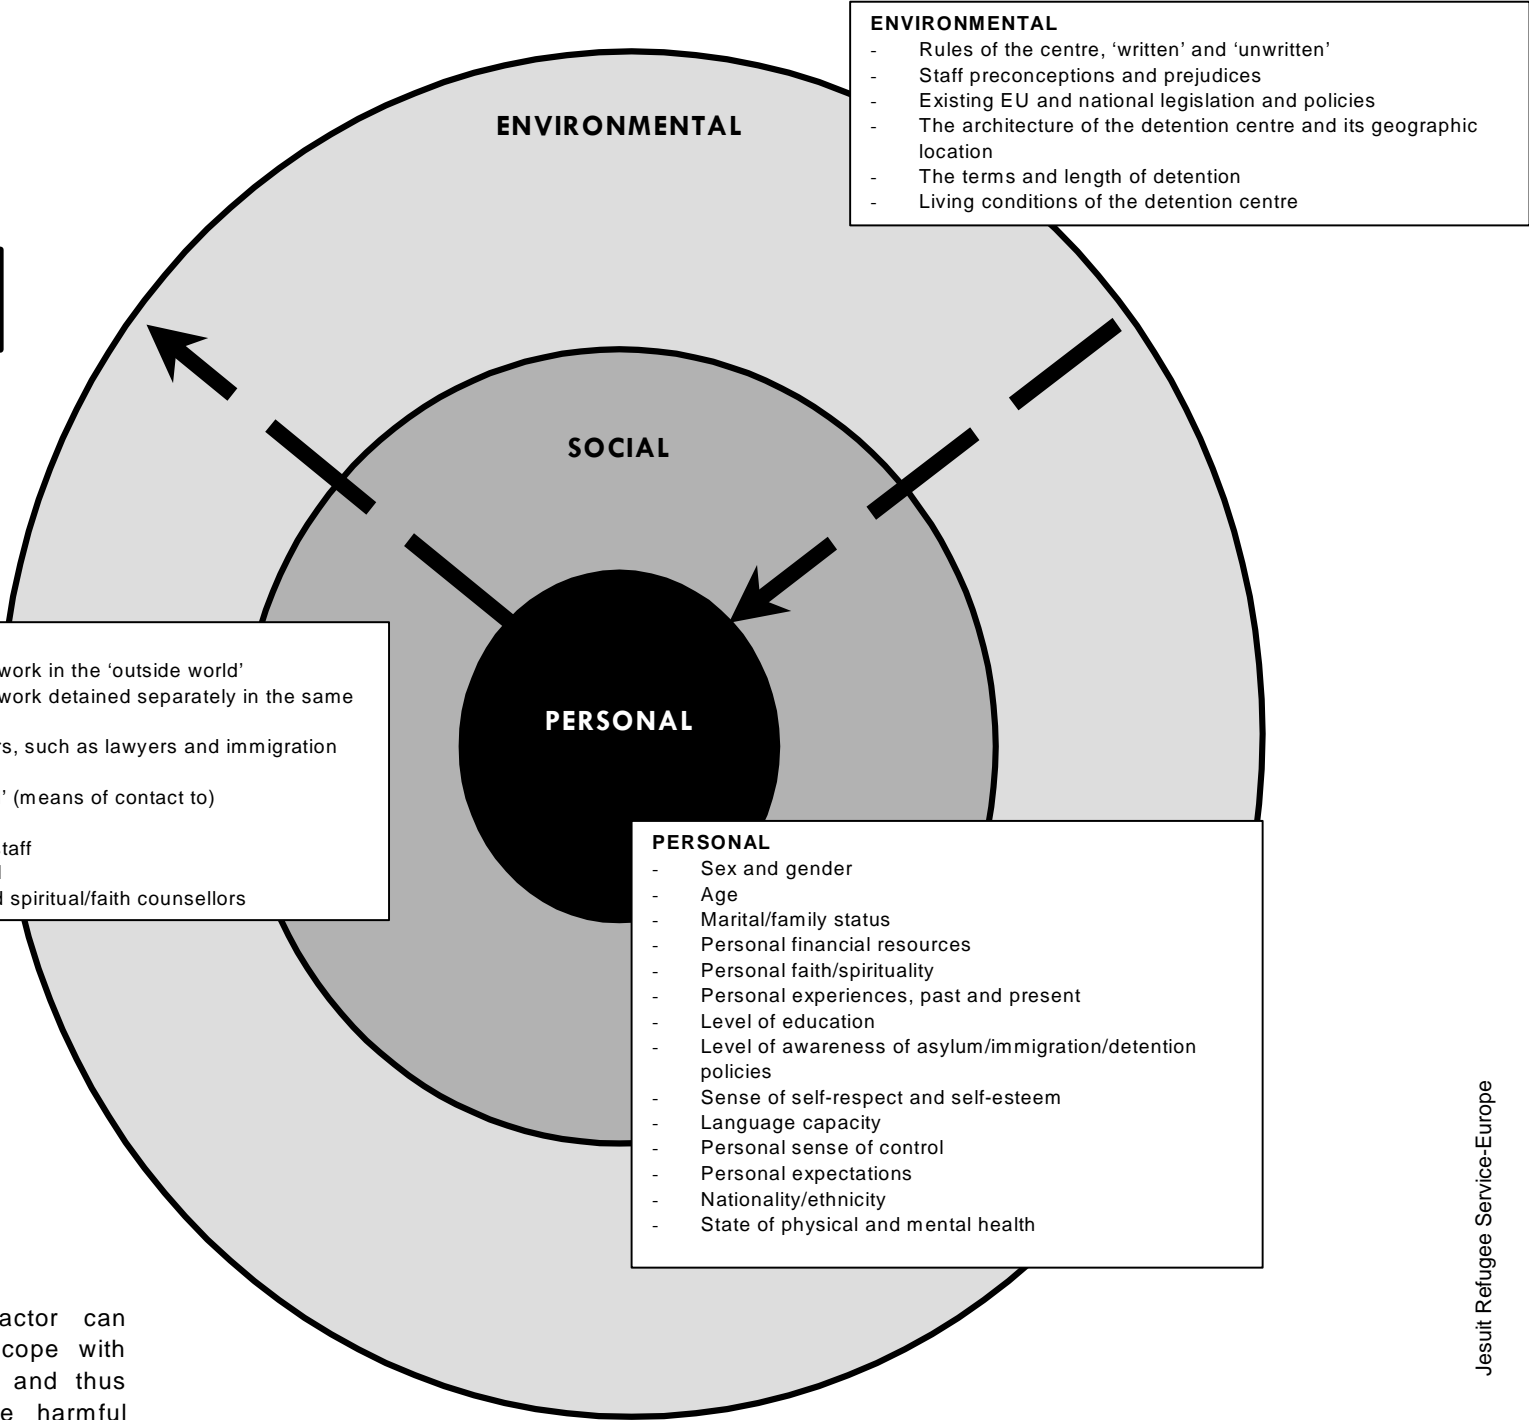 ENVIRONMENTAL
- Rules of the centre, ‘written’ and ‘unwritten’
- Staff preconceptions and prejudices
- Existing EU and national legislation and policies
- The architecture of the detention centre and its geographic
location
- The terms and length of detention
- Living conditions of the detention centre
ENVIRONMENTAL
SOCIAL
PERSONAL
work in the ‘outside world’
work detained separately in the same
rs, such as lawyers and immigration
’ (means of contact to)
staff
d spiritual/faith counsellors
PERSONAL
- Sex and gender
- Age
- Marital/family status
- Personal financial resources
- Personal faith/spirituality
- Personal experiences, past and present
- Level of education
- Level of awareness of asylum/immigration/detention
policies
- Sense of self-respect and self-esteem
- Language capacity
- Personal sense of control
- Personal expectations
- Nationality/ethnicity
- State of physical and mental health
actor can
cope with
and thus
e harmful
Jesuit Refugee Service-Europe